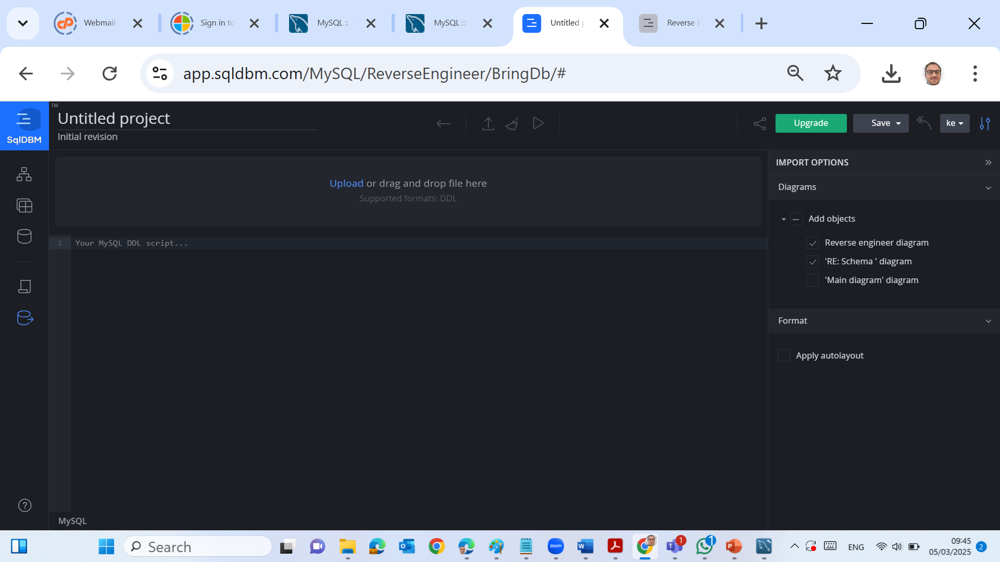 Webmail
Sign in to
MySQL ::
MySQL ::
Untitled p
Reverse E
app.sqldbm.com/MySQL/ReverseEngineer/BringDb/#
SqlDBM
TM
Untitled project
Initial revision
Upgrade
Save
ke
Upload or drag and drop file here
Supported formats: DDL
1 Your MySQL DDL script...
MySQL
IMPORT OPTIONS
Diagrams
Add objects
Reverse engineer diagram
'RE: Schema ' diagram
'Main diagram' diagram
Format
Apply autolayout
Search
zoom
1
1
ENG
09:45
05/03/2025
2